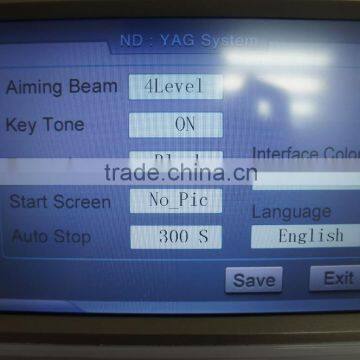 ND : YAG System
Aiming Beam 4Level
Key Tone ON
Interface Color
trade.china.cn
Start Screen No_Pic
Language
Auto Stop 300 S English
Save Exit